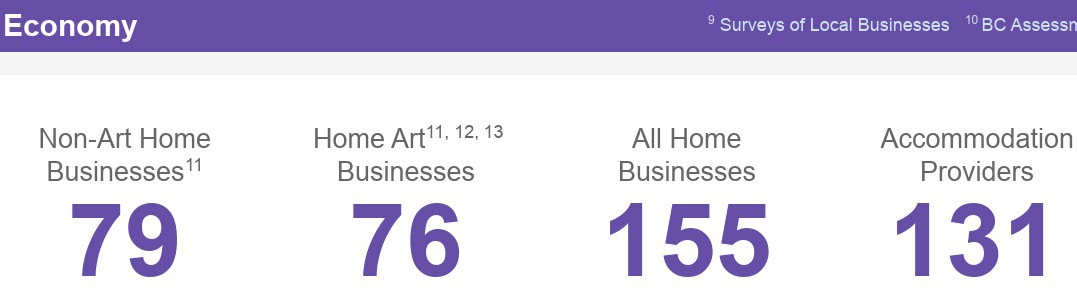 Economy
⁹ Surveys of Local Businesses ¹⁰ BC
Non-Art Home
Businesses¹¹
79
Home Art¹¹, ¹², ¹³
Businesses
76
All Home
Businesses
155
Accommodation
Providers
131